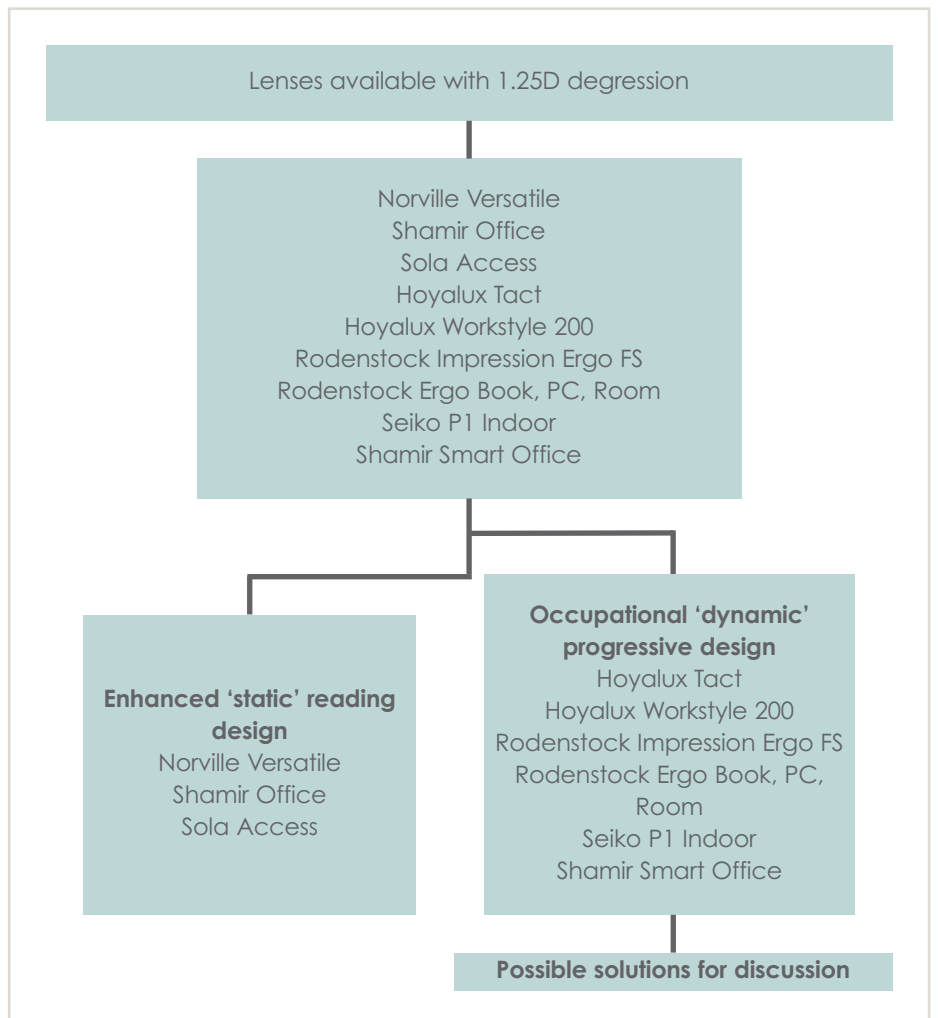 Lenses available with 1.25D degression
Norville Versatile
Shamir Office
Sola Access
Hoyalux Tact
Hoyalux Workstyle 200
Rodenstock Impression Ergo FS
Rodenstock Ergo Book, PC, Room
Seiko P1 Indoor
Shamir Smart Office
Enhanced ‘static’ reading
design
Norville Versatile
Shamir Office
Sola Access
Occupational ‘dynamic’
progressive design
Hoyalux Tact
Hoyalux Workstyle 200
Rodenstock Impression Ergo FS
Rodenstock Ergo Book, PC,
Room
Seiko P1 Indoor
Shamir Smart Office
Possible solutions for discussion